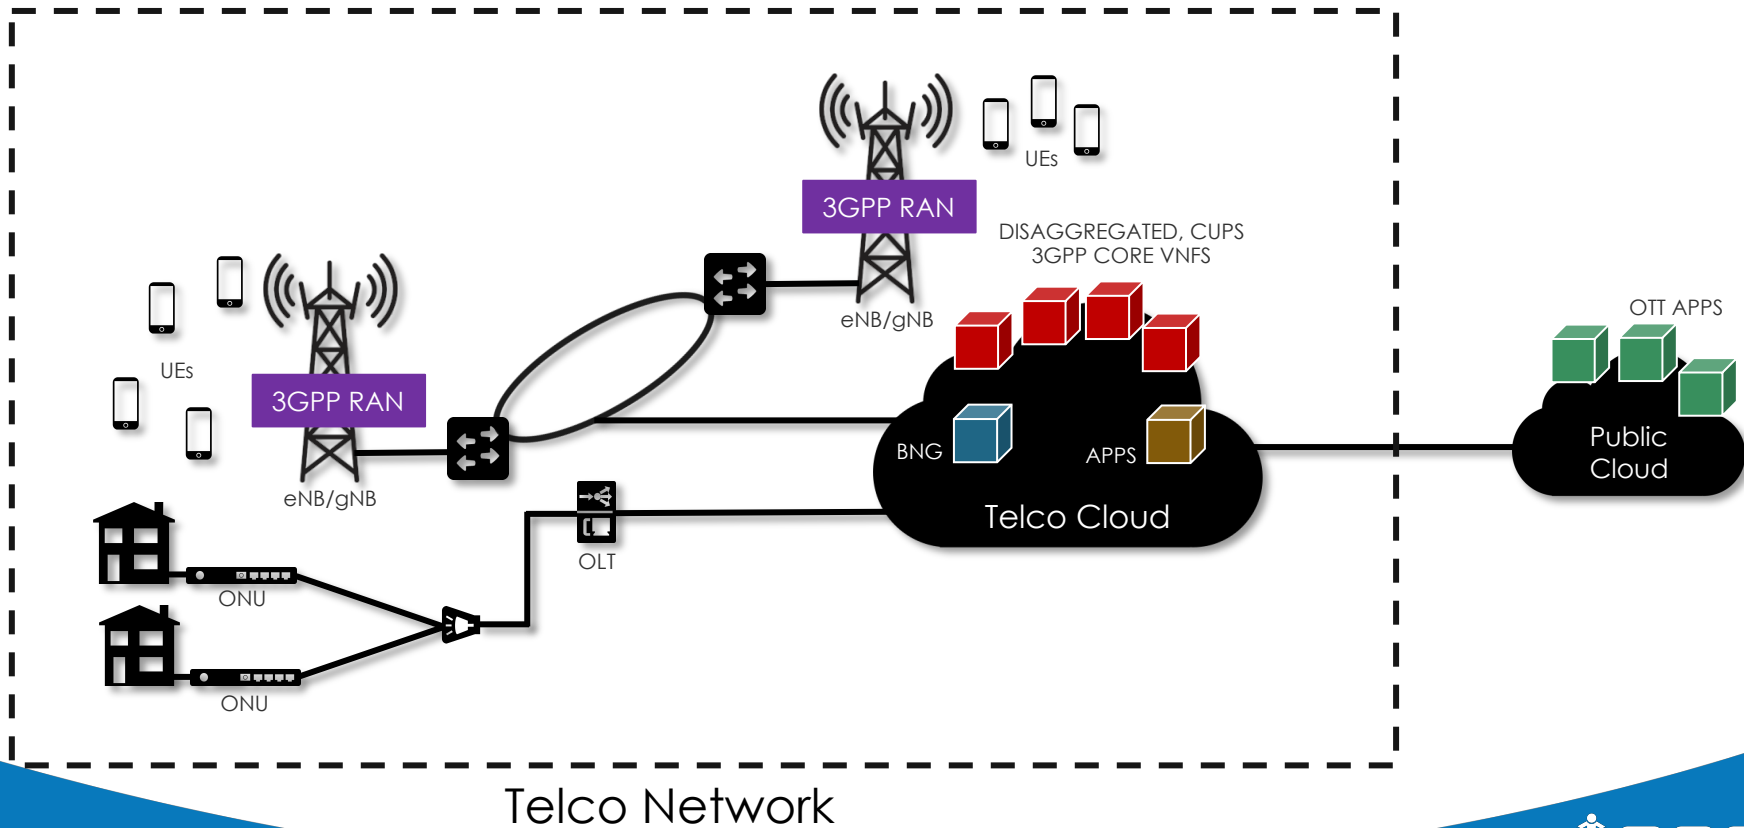 UEs
3GPP RAN
DISAGGREGATED, CUPS
3GPP CORE VNFS
eNB/gNB
OTT APPS
UEs
3GPP RAN
BNG
APPS
Public
Cloud
eNB/gNB
Telco Cloud
OLT
ONU
ONU
Telco Network